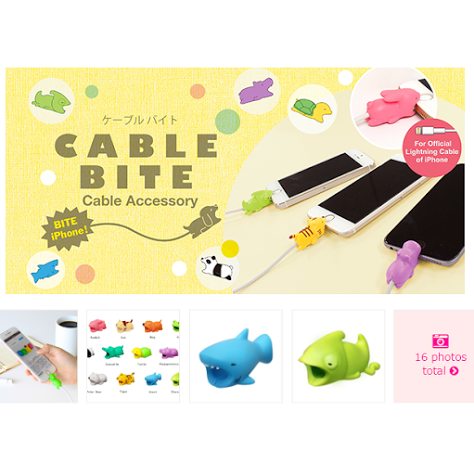 ケーブルバイト
CABLE
BITE
Cable Accessory
BITE
iPhone!
For Official
Lightning Cable
of iPhone
16 photos
total